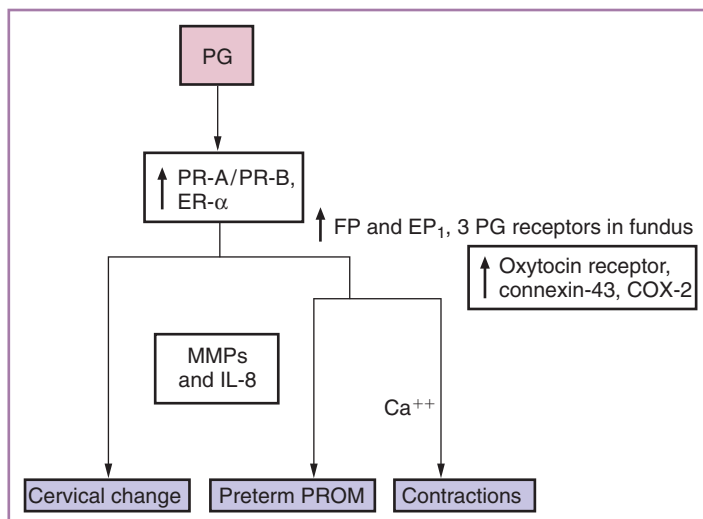 PG
↑ PR-A/PR-B,
ER-α
↑ FP and EP₁, 3 PG receptors in fundus
↑ Oxytocin receptor,
connexin-43, COX-2
MMPs
and IL-8
Ca⁺⁺
Cervical change
Preterm PROM
Contractions